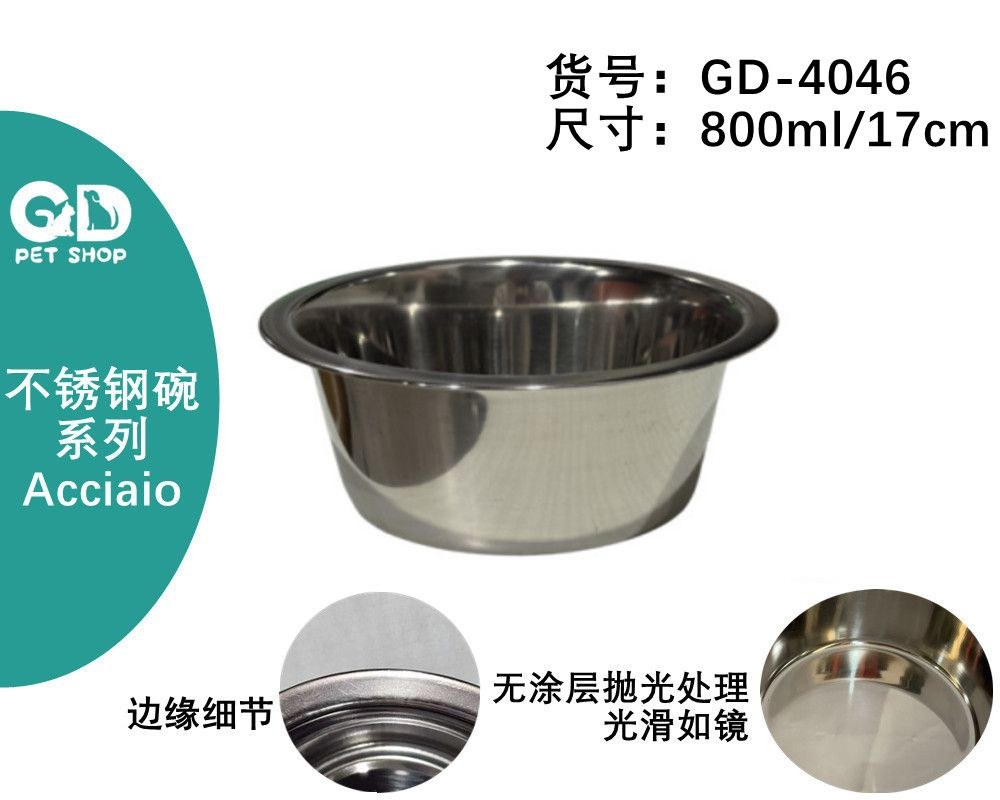 货号：GD-4046
尺寸：800ml/17cm
GD
PET SHOP
不锈钢碗
系列
Acciaio
边缘细节
无涂层抛光处理
光滑如镜